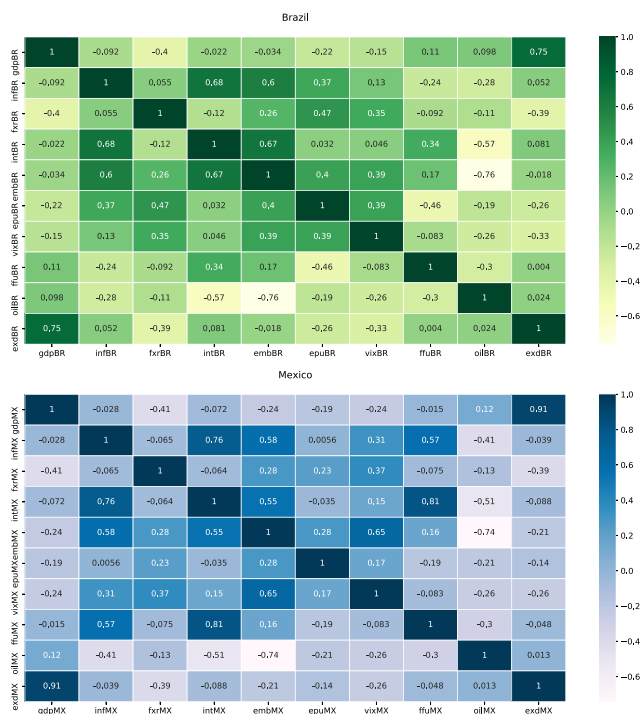 Brazil
gdpBR 1 -0.092 -0.4 -0.022 -0.034 -0.22 -0.15 0.11 0.098 0.75
infBR -0.092 1 0.055 0.68 0.6 0.37 0.13 -0.24 -0.28 0.052
fxrBR -0.4 0.055 1 -0.12 0.26 0.47 0.35 -0.092 -0.11 -0.39
intBR -0.022 0.68 -0.12 1 0.67 0.032 0.046 0.34 -0.57 0.081
embBR -0.034 0.6 0.26 0.67 1 0.4 0.39 0.17 -0.76 -0.018
epuBR -0.22 0.37 0.47 0.032 0.4 1 0.39 -0.46 -0.19 -0.26
vixBR -0.15 0.13 0.35 0.046 0.39 0.39 1 -0.083 -0.26 -0.33
ffuBR 0.11 -0.24 -0.092 0.34 0.17 -0.46 -0.083 1 -0.3 0.004
oilBR 0.098 -0.28 -0.11 -0.57 -0.76 -0.19 -0.26 -0.3 1 0.024
exdBR 0.75 0.052 -0.39 0.081 -0.018 -0.26 -0.33 0.004 0.024 1
gdpBR infBR fxrBR intBR embBR epuBR vixBR ffuBR oilBR exdBR
1.0
0.8
0.6
0.4
0.2
0.0
−0.2
−0.4
−0.6
Mexico
gdpMX 1 -0.028 -0.41 -0.072 -0.24 -0.19 -0.24 -0.015 0.12 0.91
infMX -0.028 1 -0.065 0.76 0.58 0.0056 0.31 0.57 -0.41 -0.039
fxrMX -0.41 -0.065 1 -0.064 0.28 0.23 0.37 -0.075 -0.13 -0.39
intMX -0.072 0.76 -0.064 1 0.55 -0.035 0.15 0.81 -0.51 -0.088
embMX -0.24 0.58 0.28 0.55 1 0.28 0.65 0.16 -0.74 -0.21
epuMX -0.19 0.0056 0.23 -0.035 0.28 1 0.17 -0.19 -0.21 -0.14
vixMX -0.24 0.31 0.37 0.15 0.65 0.17 1 -0.083 -0.26 -0.26
ffuMX -0.015 0.57 -0.075 0.81 0.16 -0.19 -0.083 1 -0.3 -0.048
oilMX 0.12 -0.41 -0.13 -0.51 -0.74 -0.21 -0.26 -0.3 1 0.013
exdMX 0.91 -0.039 -0.39 -0.088 -0.21 -0.14 -0.26 -0.048 0.013 1
gdpMX infMX fxrMX intMX embMX epuMX vixMX ffuMX oilMX exdMX
1.0
0.8
0.6
0.4
0.2
0.0
−0.2
−0.4
−0.6